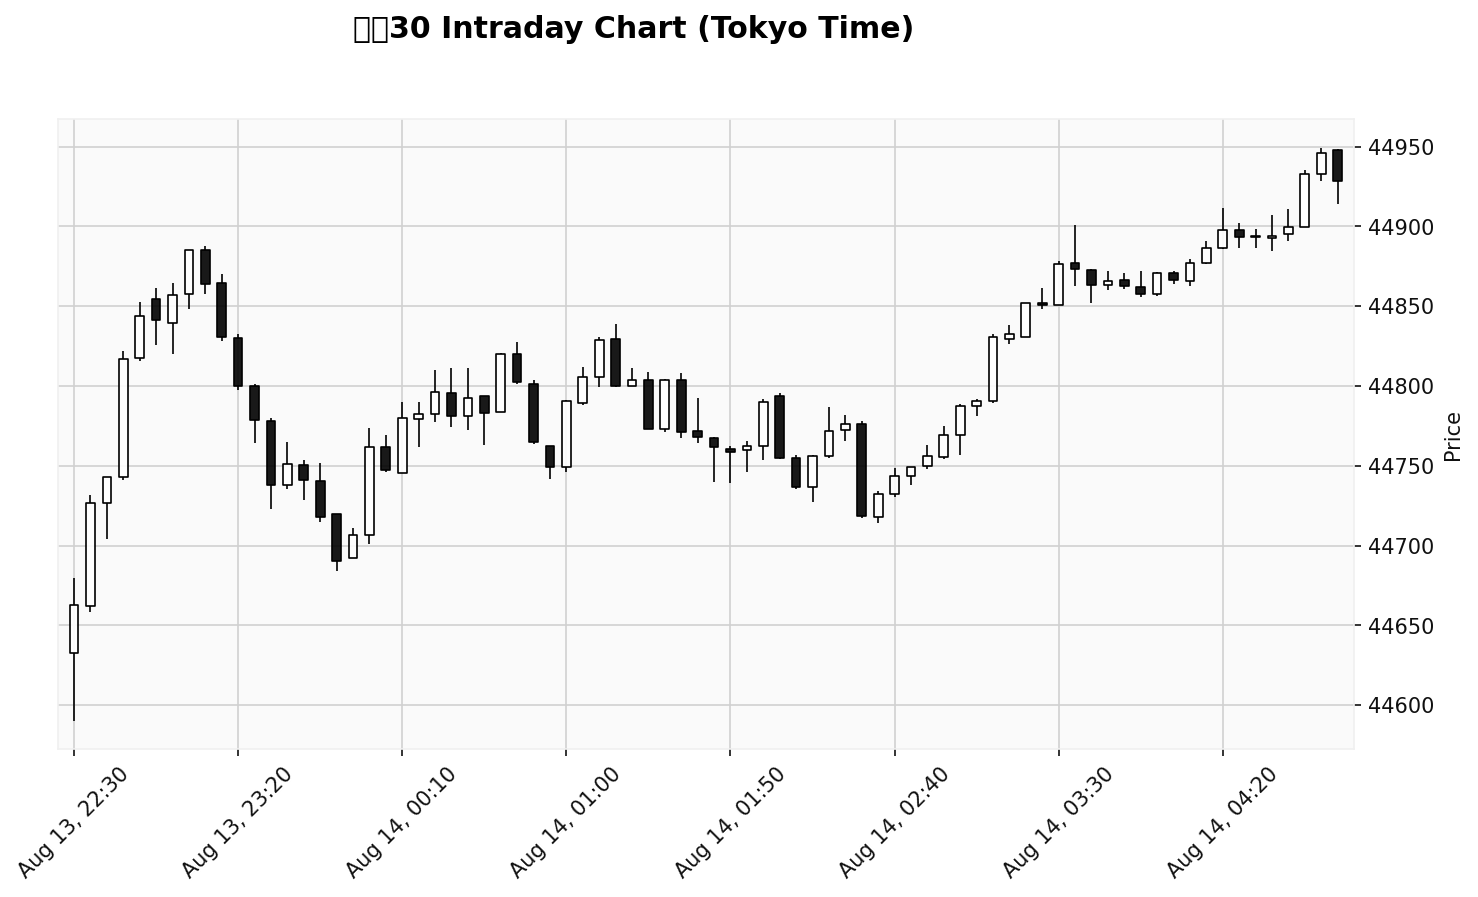 30 Intraday Chart (Tokyo Time)
44950
44900
44850
44800
44750
44700
44650
44600
Price
Aug 13, 22:30
Aug 13, 23:20
Aug 14, 00:10
Aug 14, 01:00
Aug 14, 01:50
Aug 14, 02:40
Aug 14, 03:30
Aug 14, 04:20